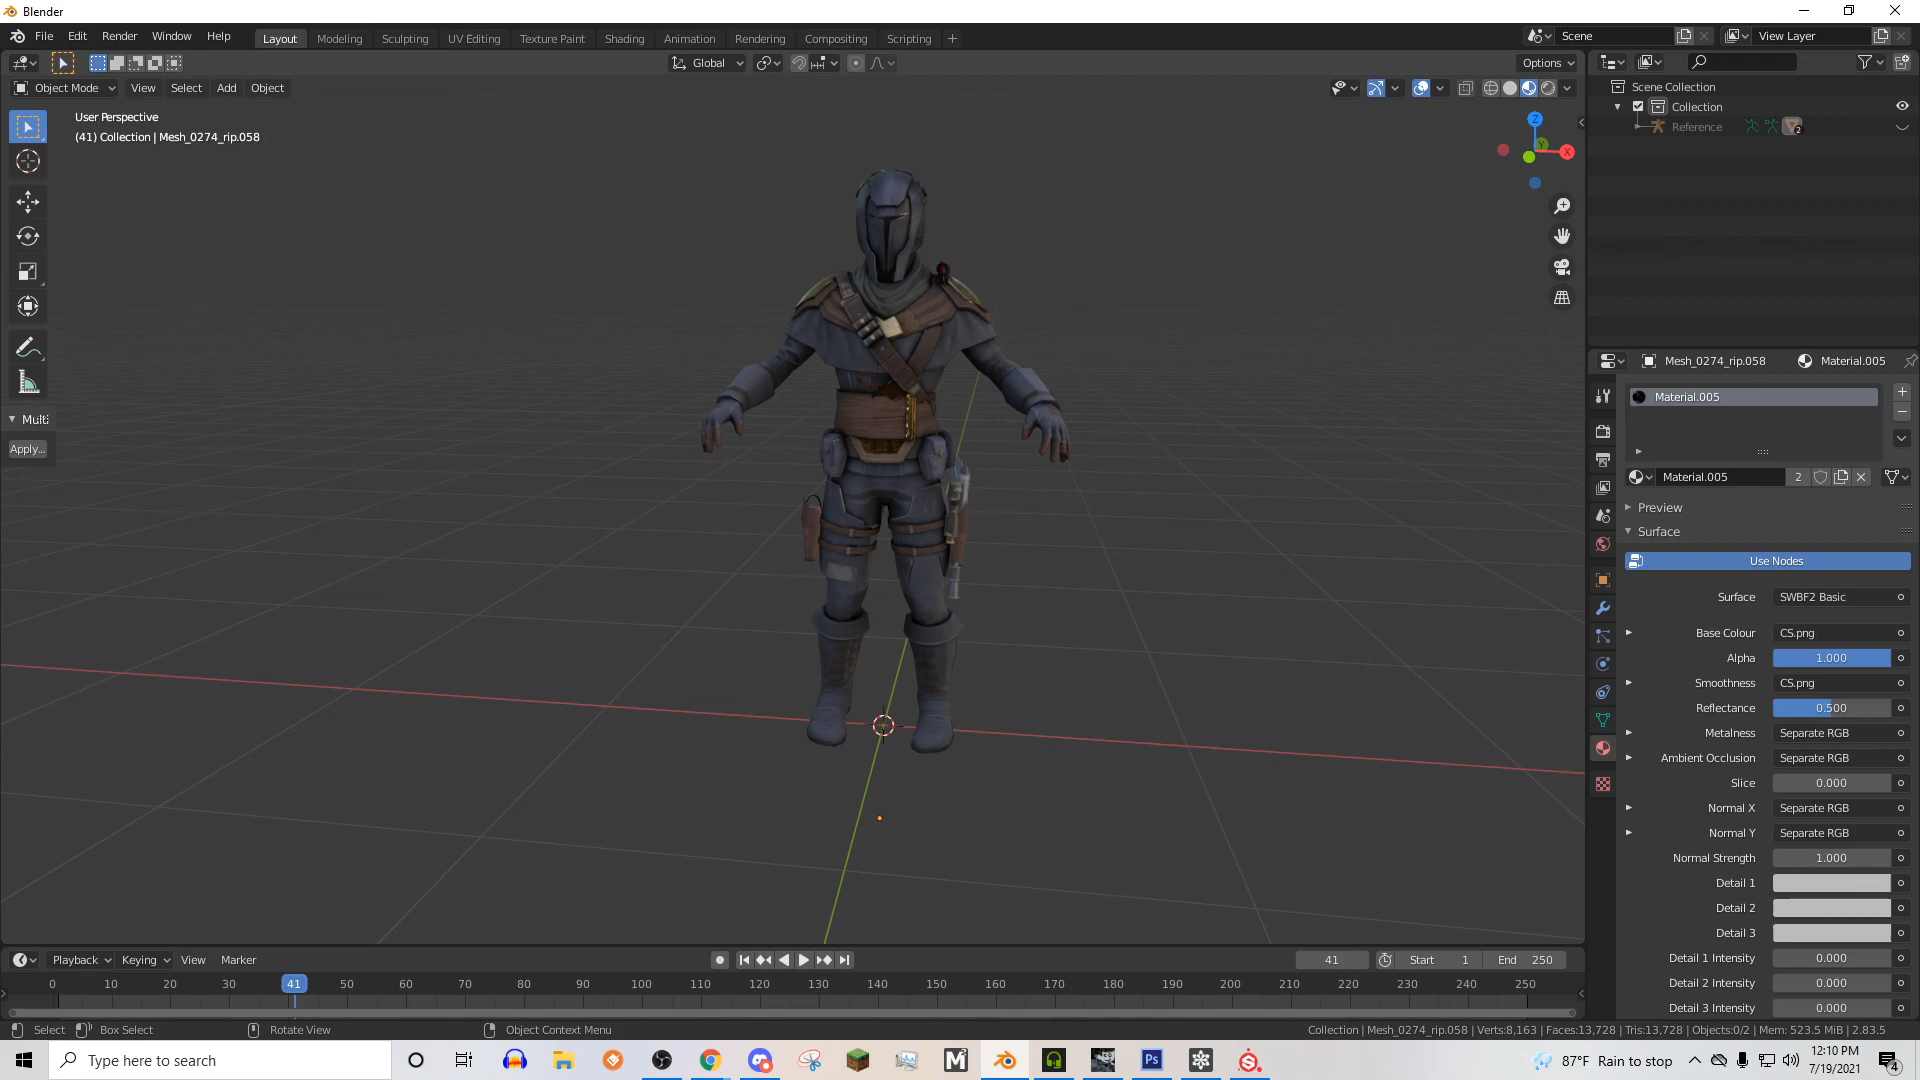 Blender
File Edit Render Window Help Layout Modeling Sculpting UV Editing Texture Paint Shading Animation Rendering Compositing Scripting + Scene View Layer
Global Options
Object Mode View Select Add Object
User Perspective
(41) Collection | Mesh_0274_rip.058
Z
Y
X
Multi
Apply...
Scene Collection
Collection
Reference 2
Mesh_0274_rip.058 Material.005
Material.005
Material.005 2
Preview
Surface
Use Nodes
Surface SWBF2 Basic
Base Colour CS.png
Alpha 1.000
Smoothness CS.png
Reflectance 0.500
Metalness Separate RGB
Ambient Occlusion Separate RGB
Slice 0.000
Normal X Separate RGB
Normal Y Separate RGB
Normal Strength 1.000
Detail 1
Detail 2
Detail 3
Detail 1 Intensity 0.000
Detail 2 Intensity 0.000
Detail 3 Intensity 0.000
Playback Keying View Marker 41 Start 1 End 250
0 10 20 30 41 50 60 70 80 90 100 110 120 130 140 150 160 170 180 190 200 210 220 230 240 250
Select Box Select Rotate View Object Context Menu Collection | Mesh_0274_rip.058 | Verts:8,163 | Faces:13,728 | Tris:13,728 | Objects:0/2 | Mem: 523.5 MiB | 2.83.5
Type here to search M Ps 87°F Rain to stop 12:10 PM
7/19/2021 4